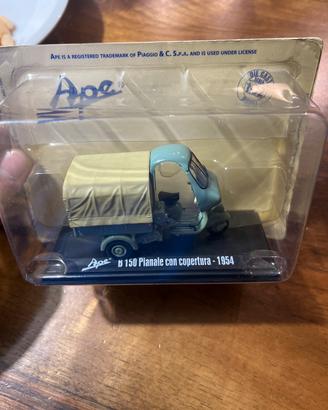 Ape is a registered trademark of Piaggio & C. S.p.A. and is used under license
Ape
DIE CAST
Ape B 150 Pianale con copertura - 1954